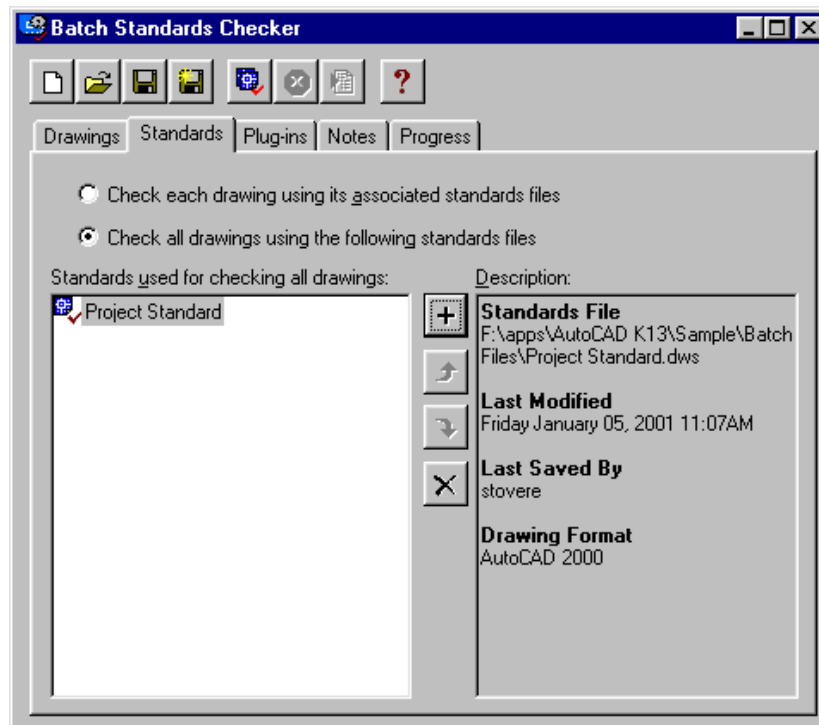 Batch Standards Checker
Drawings Standards Plug-ins Notes Progress
Check each drawing using its associated standards files
Check all drawings using the following standards files
Standards used for checking all drawings:
Project Standard
Description:
Standards File
F:\apps\AutoCAD K13\Sample\Batch
Files\Project Standard.dws
Last Modified
Friday January 05, 2001 11:07AM
Last Saved By
stovere
Drawing Format
AutoCAD 2000